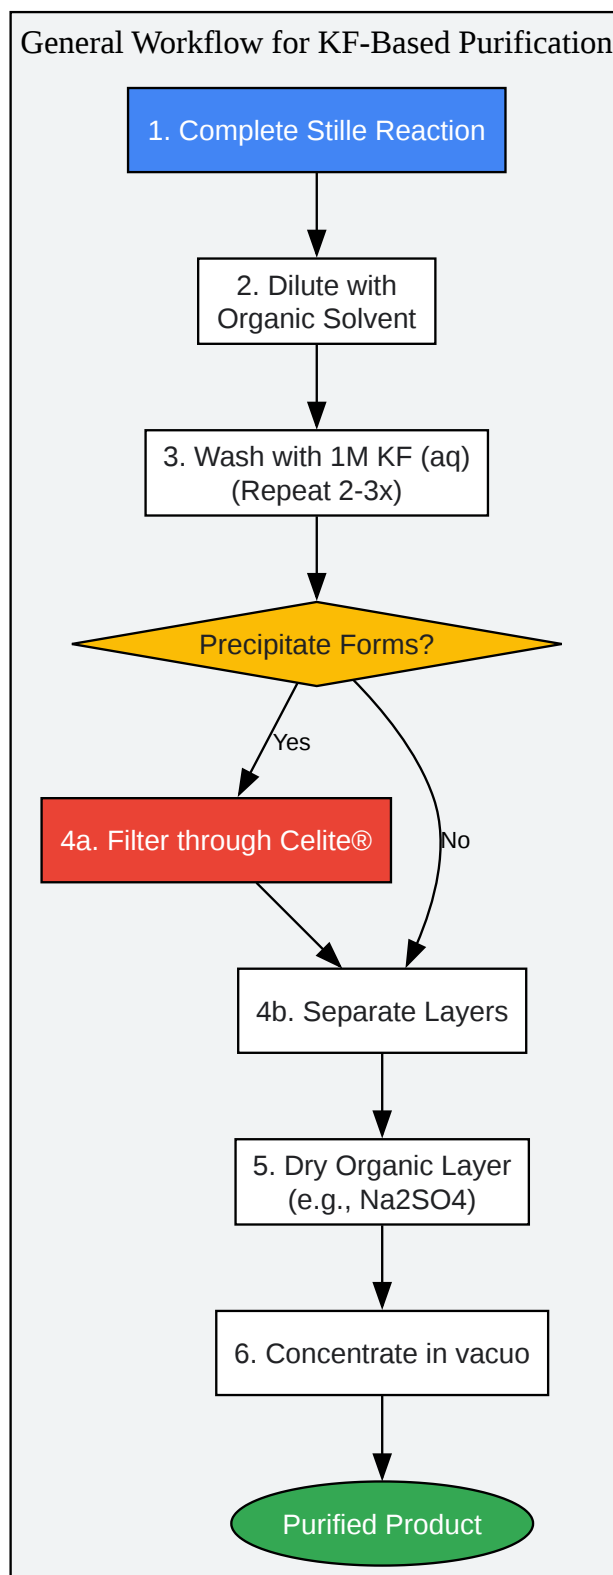 General Workflow for KF-Based Purification
1. Complete Stille Reaction
2. Dilute with
Organic Solvent
3. Wash with 1M KF (aq)
(Repeat 2-3x)
Precipitate Forms?
Yes
4a. Filter through Celite®
No
4b. Separate Layers
5. Dry Organic Layer
(e.g., Na2SO4)
6. Concentrate in vacuo
Purified Product